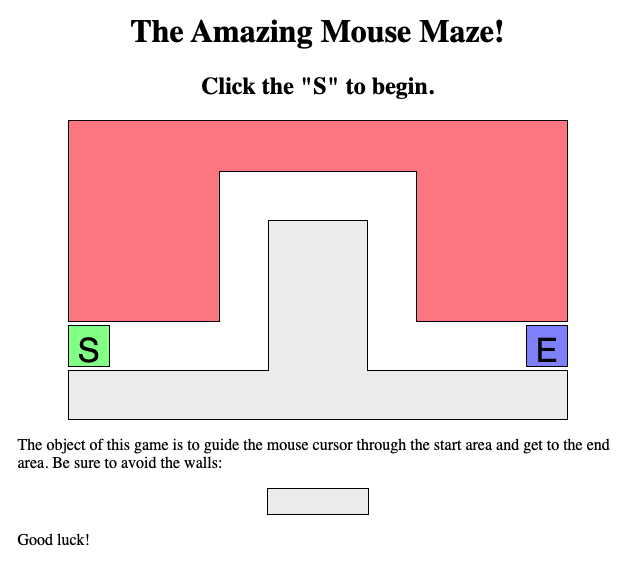 The Amazing Mouse Maze!
Click the "S" to begin.
S
E
The object of this game is to guide the mouse cursor through the start area and get to the end
area. Be sure to avoid the walls:
Good luck!